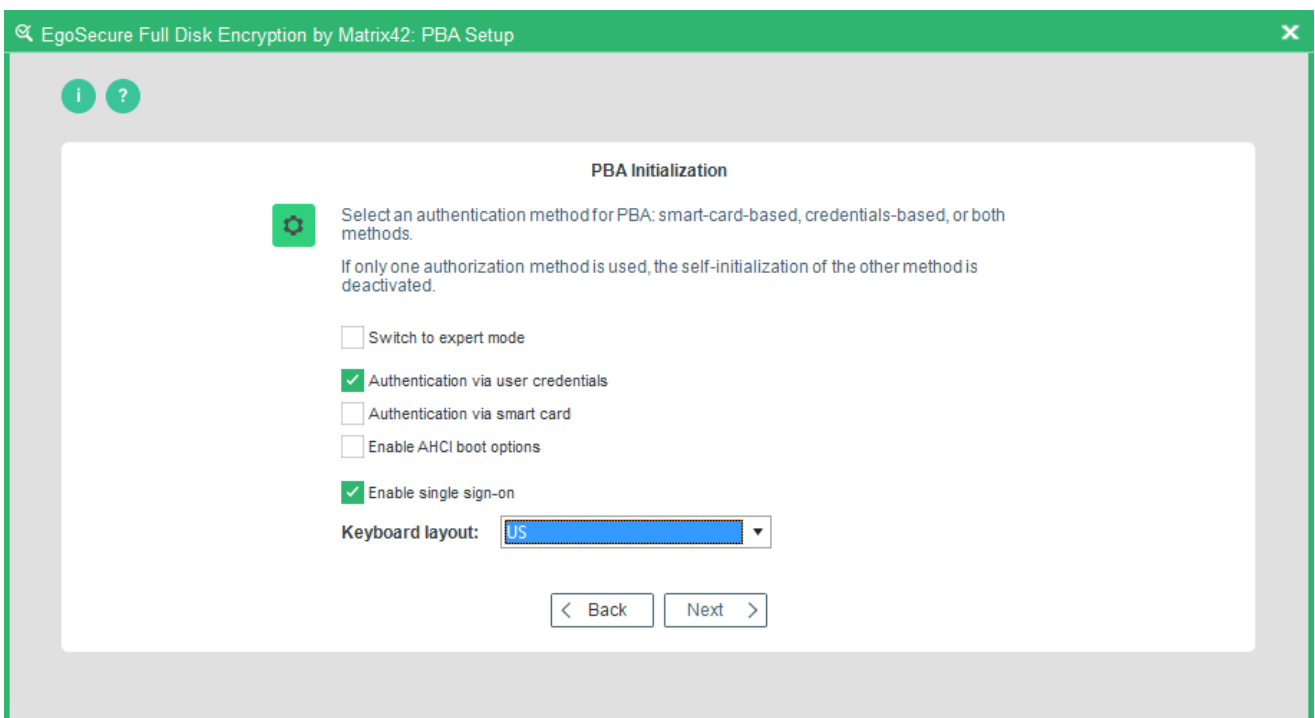 EgoSecure Full Disk Encryption by Matrix42: PBA Setup
i ?
PBA Initialization
Select an authentication method for PBA: smart-card-based, credentials-based, or both
methods.
If only one authorization method is used, the self-initialization of the other method is
deactivated.
Switch to expert mode
Authentication via user credentials
Authentication via smart card
Enable AHCI boot options
Enable single sign-on
Keyboard layout: US
Back Next